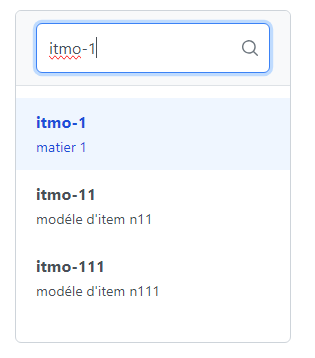 itmo-1
itmo-1
matier 1
itmo-11
modéle d'item n11
itmo-111
modéle d'item n111